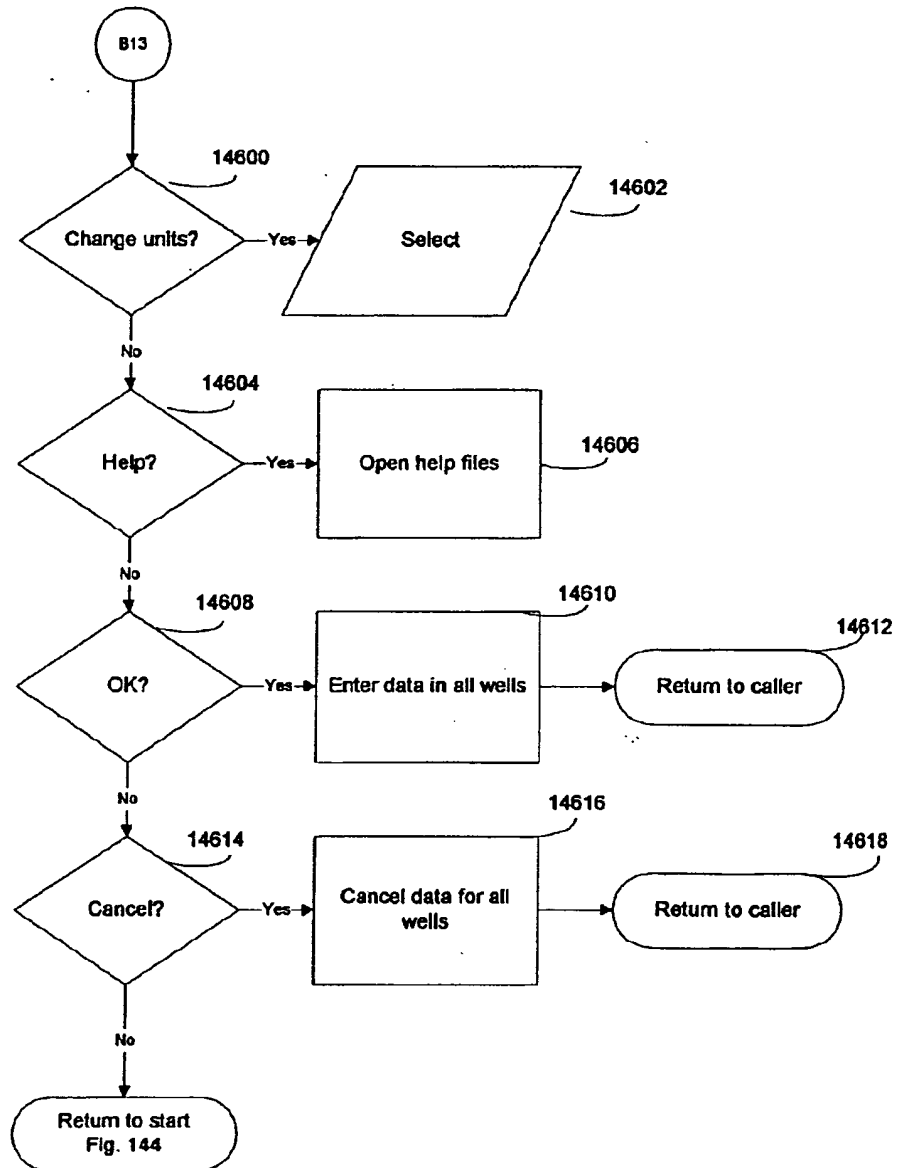 B13
14600
Change units?
Yes
Select
14602
No
14604
Help?
Yes
Open help files
14606
No
14608
OK?
Yes
14610
Enter data in all wells
14612
Return to caller
No
14614
Cancel?
Yes
14616
Cancel data for all
wells
14618
Return to caller
No
Return to start
Fig. 144